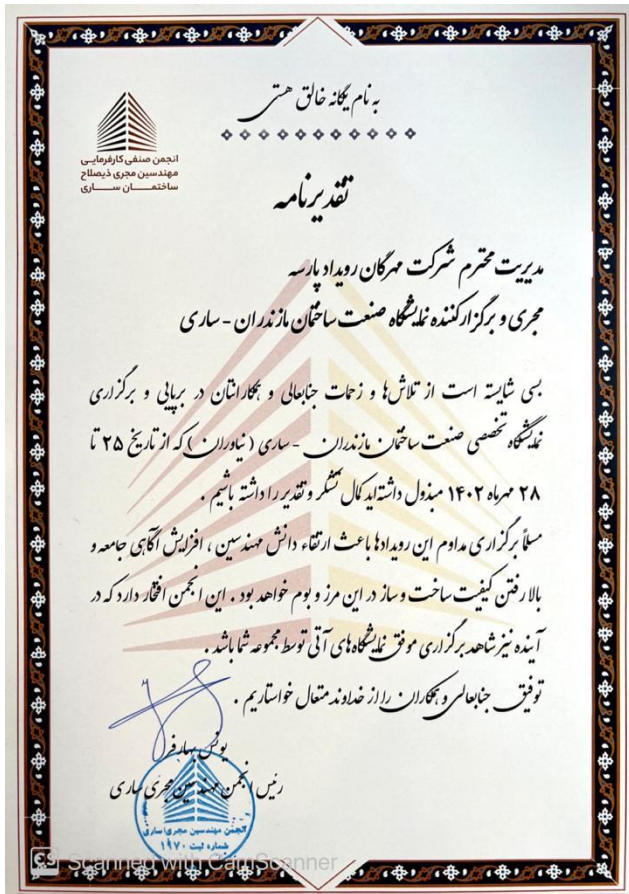 به نام یگانه خالق هستی
انجمن صنفی کارفرمایی
مهندسین مجری ذیصلاح
ساختمـــان ســـاری
تقدیرنامه
مدیریت محترم شرکت مهرگان رویداد پارسه
مجری و برگزارکننده نمایشگاه صنعت ساختمان مازندران - ساری
بسی شایسته است از تلاش‌ها و زحمات جنابعالی و همکارانتان در برپایی و برگزاری
نمایشگاه تخصصی صنعت ساختمان مازندران - ساری ( نیاوران ) که از تاریخ ۲۵ تا
۲۸ مهرماه ۱۴۰۲ مبذول داشته‌اید کمال تشکر و تقدیر را داشته باشیم .
مسلماً برگزاری مداوم این رویدادها باعث ارتقاء دانش مهندسین ، افزایش آگاهی جامعه و
بالا رفتن کیفیت ساخت و ساز در این مرز و بوم خواهد بود . این انجمن افتخار دارد که در
آینده نیز شاهد برگزاری موفق نمایشگاه‌های آتی توسط مجموعه شما باشد .
توفیق جنابعالی و همکاران را از خداوند متعال خواستاریم .
یونس بهارفر
رئیس انجمن مهندسین مجری ساری
انجمن مهندسین مجری ساری
شماره ثبت ۱۹۷۰
CS Scanned with CamScanner